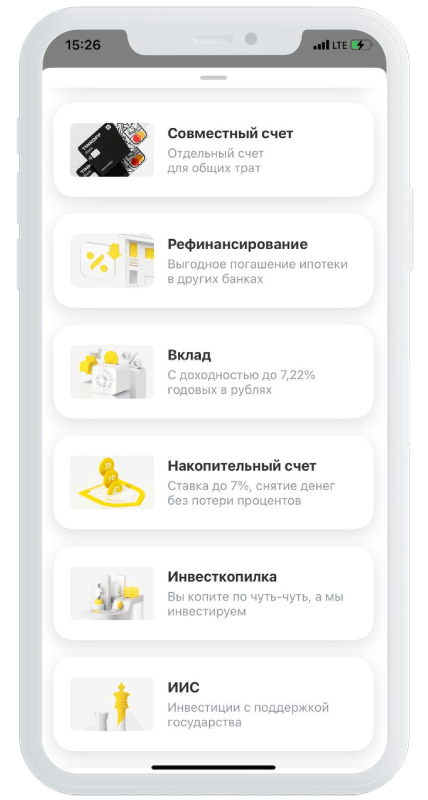 15:26
LTE
Совместный счет
Отдельный счет
для общих трат
TINKOFF
Рефинансирование
Выгодное погашение ипотеки
в других банках
Вклад
С доходностью до 7,22%
годовых в рублях
Накопительный счет
Ставка до 7%, снятие денег
без потери процентов
Инвесткопилка
Вы копите по чуть-чуть, а мы
инвестируем
ИИС
Инвестиции с поддержкой
государства